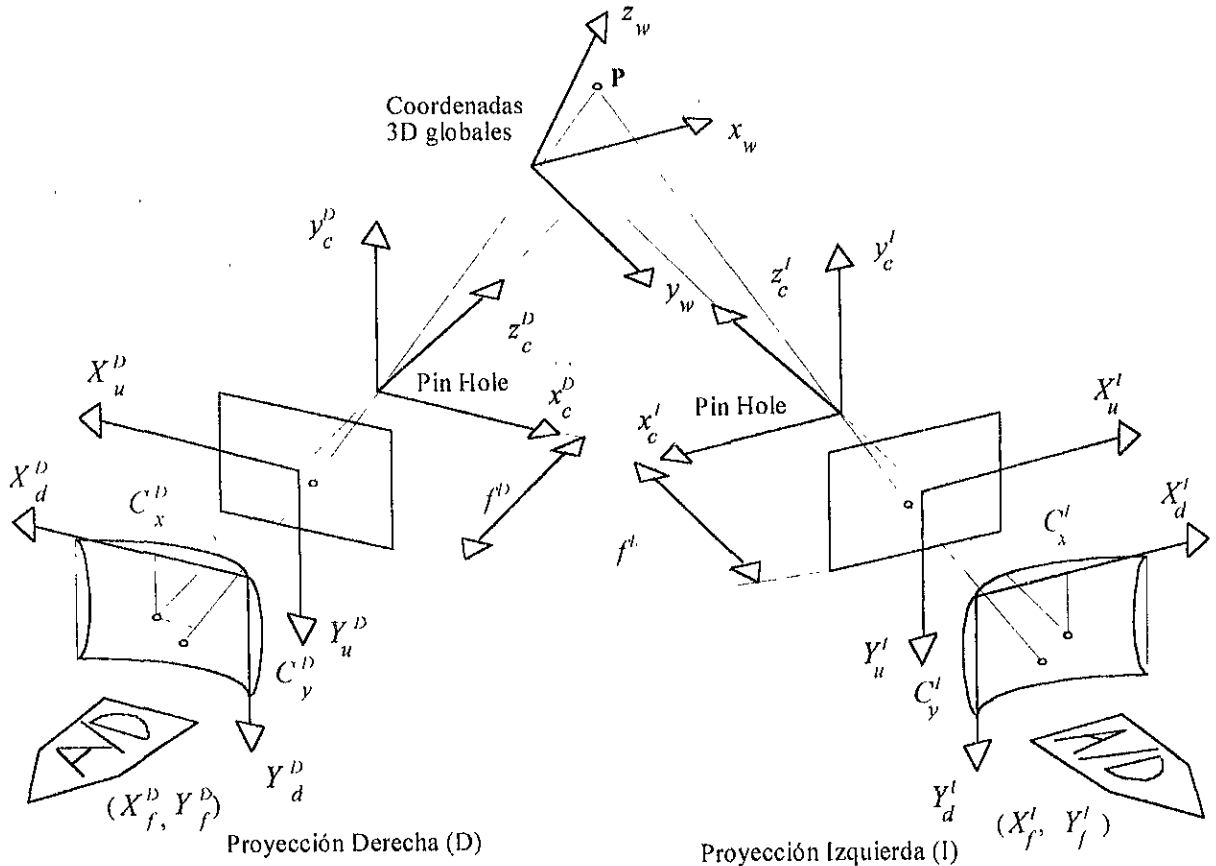 z_w
P
Coordenadas
3D globales
x_w
y_c^D
y_c^I
z_c^I
y_w
z_c^D
X_u^D
Pin Hole
x_c^D
Pin Hole
x_c^I
X_u^I
X_d^D
C_x^D
f^D
f^I
C_x^I
X_d^I
Y_u^D
C_y^D
Y_u^I
C_y^I
A/D
A/D
Y_d^D
Y_d^I
(X_f^D, Y_f^D)
(X_f^I, Y_f^I)
Proyección Derecha (D)
Proyección Izquierda (I)